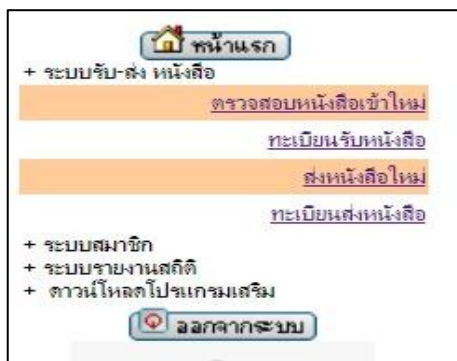 หน้าแรก
+ ระบบรับ-ส่ง หนังสือ
ตรวจสอบหนังสือเข้าใหม่
ทะเบียนรับหนังสือ
ส่งหนังสือใหม่
ทะเบียนส่งหนังสือ
+ ระบบสมาชิก
+ ระบบรายงานสถิติ
+ ดาวน์โหลดโปรแกรมเสริม
ออกจากระบบ